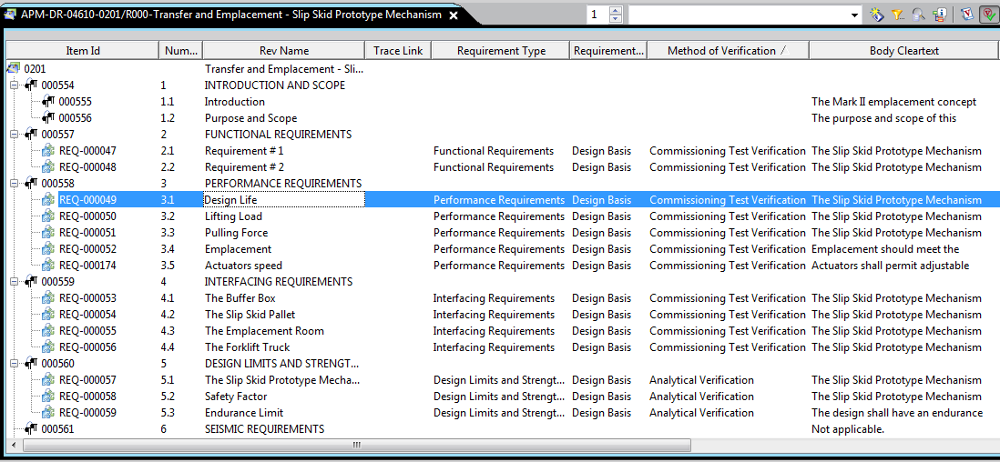 APM-DR-04610-0201/R000-Transfer and Emplacement - Slip Skid Prototype Mechanism
1
Item Id Num... Rev Name Trace Link Requirement Type Requirement... Method of Verification Body Cleartext
0201 Transfer and Emplacement - Sli...
000554 1 INTRODUCTION AND SCOPE
000555 1.1 Introduction The Mark II emplacement concept
000556 1.2 Purpose and Scope The purpose and scope of this
000557 2 FUNCTIONAL REQUIREMENTS
REQ-000047 2.1 Requirement # 1 Functional Requirements Design Basis Commissioning Test Verification The Slip Skid Prototype Mechanism
REQ-000048 2.2 Requirement # 2 Functional Requirements Design Basis Commissioning Test Verification The Slip Skid Prototype Mechanism
000558 3 PERFORMANCE REQUIREMENTS
REQ-000049 3.1 Design Life Performance Requirements Design Basis Commissioning Test Verification The Slip Skid Prototype Mechanism
REQ-000050 3.2 Lifting Load Performance Requirements Design Basis Commissioning Test Verification The Slip Skid Prototype Mechanism
REQ-000051 3.3 Pulling Force Performance Requirements Design Basis Commissioning Test Verification The Slip Skid Prototype Mechanism
REQ-000052 3.4 Emplacement Performance Requirements Design Basis Commissioning Test Verification Emplacement should meet the
REQ-000174 3.5 Actuators speed Performance Requirements Design Basis Commissioning Test Verification Actuators shall permit adjustable
000559 4 INTERFACING REQUIREMENTS
REQ-000053 4.1 The Buffer Box Interfacing Requirements Design Basis Commissioning Test Verification The Slip Skid Prototype Mechanism
REQ-000054 4.2 The Slip Skid Pallet Interfacing Requirements Design Basis Commissioning Test Verification The Slip Skid Prototype Mechanism
REQ-000055 4.3 The Emplacement Room Interfacing Requirements Design Basis Commissioning Test Verification The Slip Skid Prototype Mechanism
REQ-000056 4.4 The Forklift Truck Interfacing Requirements Design Basis Commissioning Test Verification The Slip Skid Prototype Mechanism
000560 5 DESIGN LIMITS AND STRENGT...
REQ-000057 5.1 The Slip Skid Prototype Mecha... Design Limits and Strengt... Design Basis Analytical Verification The Slip Skid Prototype Mechanism
REQ-000058 5.2 Safety Factor Design Limits and Strengt... Design Basis Analytical Verification The Slip Skid Prototype Mechanism
REQ-000059 5.3 Endurance Limit Design Limits and Strengt... Design Basis Analytical Verification The design shall have an endurance
000561 6 SEISMIC REQUIREMENTS Not applicable.